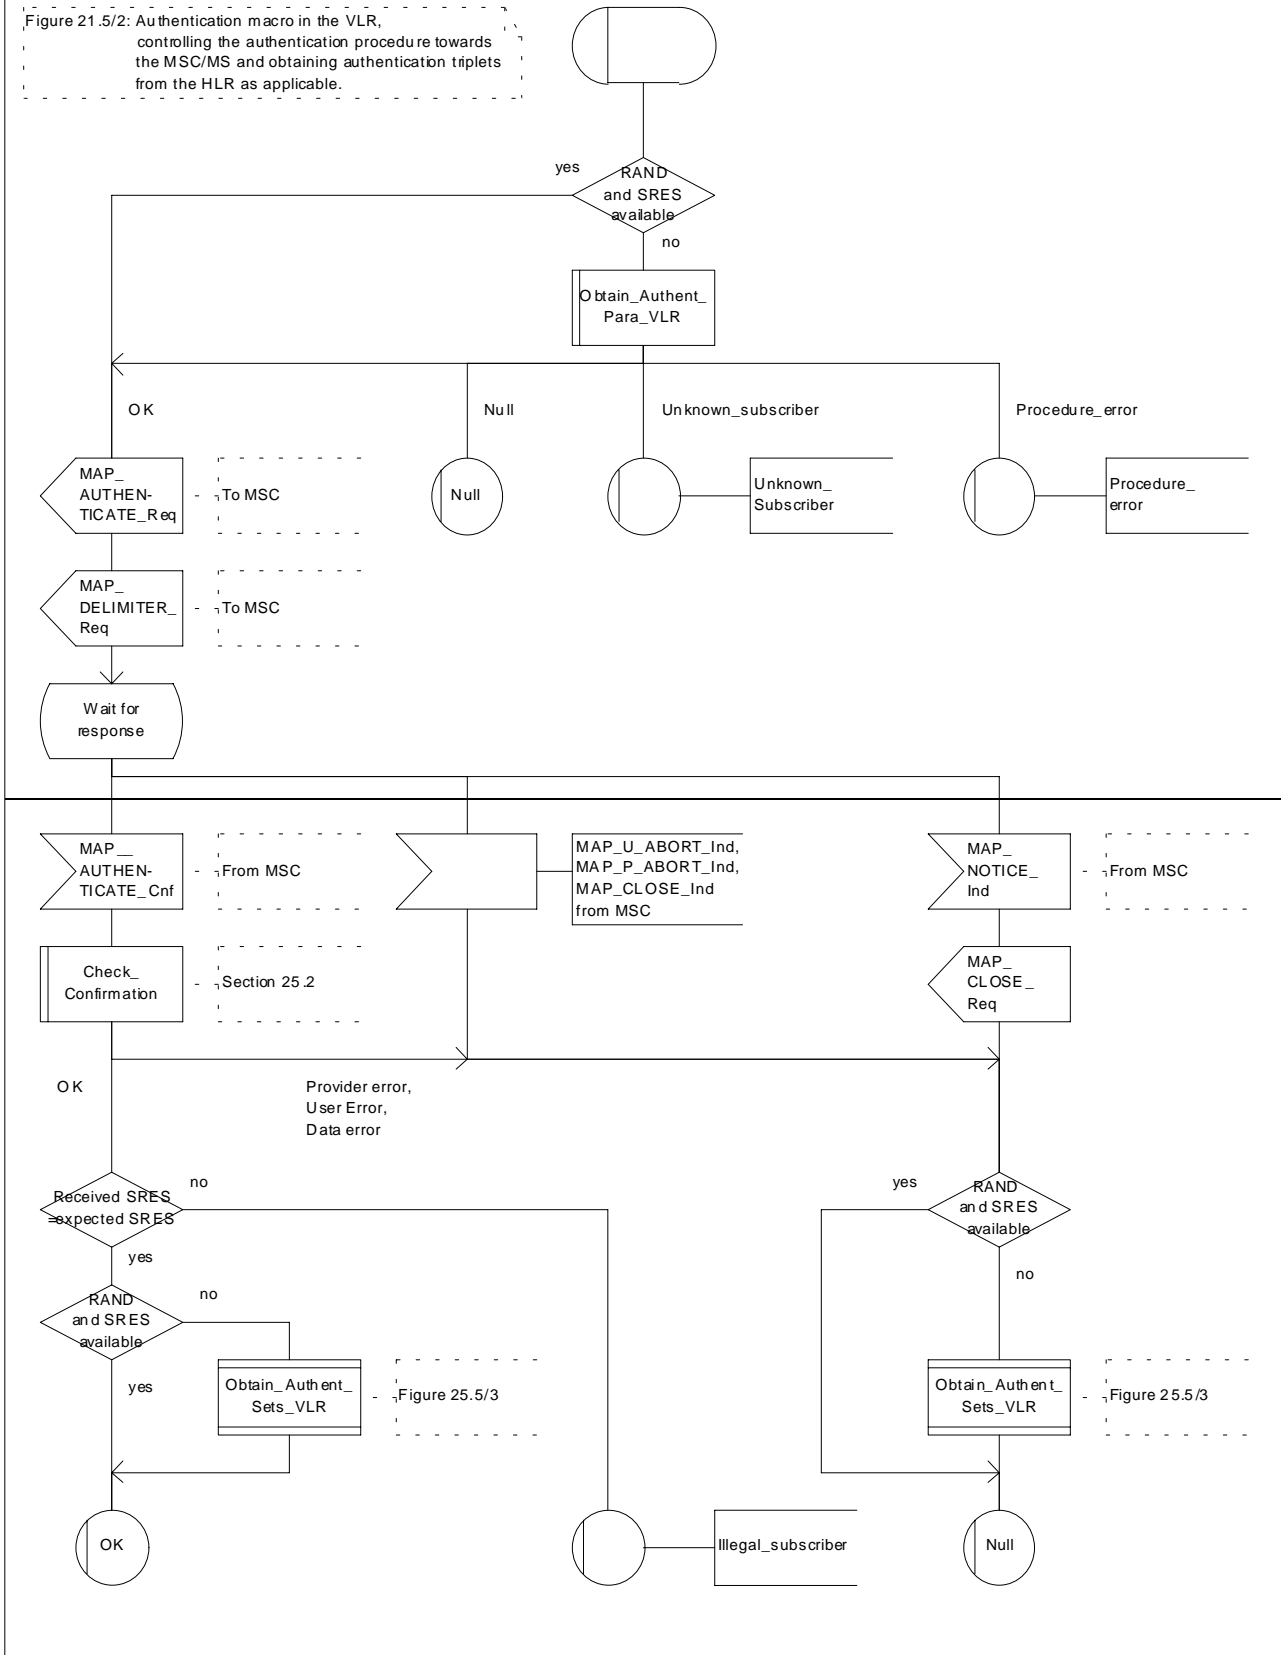 Figure 21.5/2: Authentication macro in the VLR,
controlling the authentication procedure towards
the MSC/MS and obtaining authentication triplets
from the HLR as applicable.
yes
RAND
and SRES
available
no
Obtain_Authent_
Para_VLR
OK
Null
Unknown_subscriber
Procedure_error
MAP_
AUTHEN-
TICATE_Req
To MSC
Null
Unknown_
Subscriber
Procedure_
error
MAP_
DELIMITER_
Req
To MSC
Wait for
response
MAP__
AUTHEN-
TICATE_Cnf
From MSC
MAP_U_ABORT_Ind,
MAP_P_ABORT_Ind,
MAP_CLOSE_Ind
from MSC
MAP_
NOTICE_
Ind
From MSC
Check_
Confirmation
Section 25.2
MAP_
CLOSE_
Req
OK
Provider error,
User Error,
Data error
Received SRES
=expected SRES
no
yes
RAND
and SRES
available
yes
no
RAND
and SRES
available
no
yes
Obtain_Authent_
Sets_VLR
Figure 25.5/3
Obtain_Authent_
Sets_VLR
Figure 25.5/3
OK
Illegal_subscriber
Null